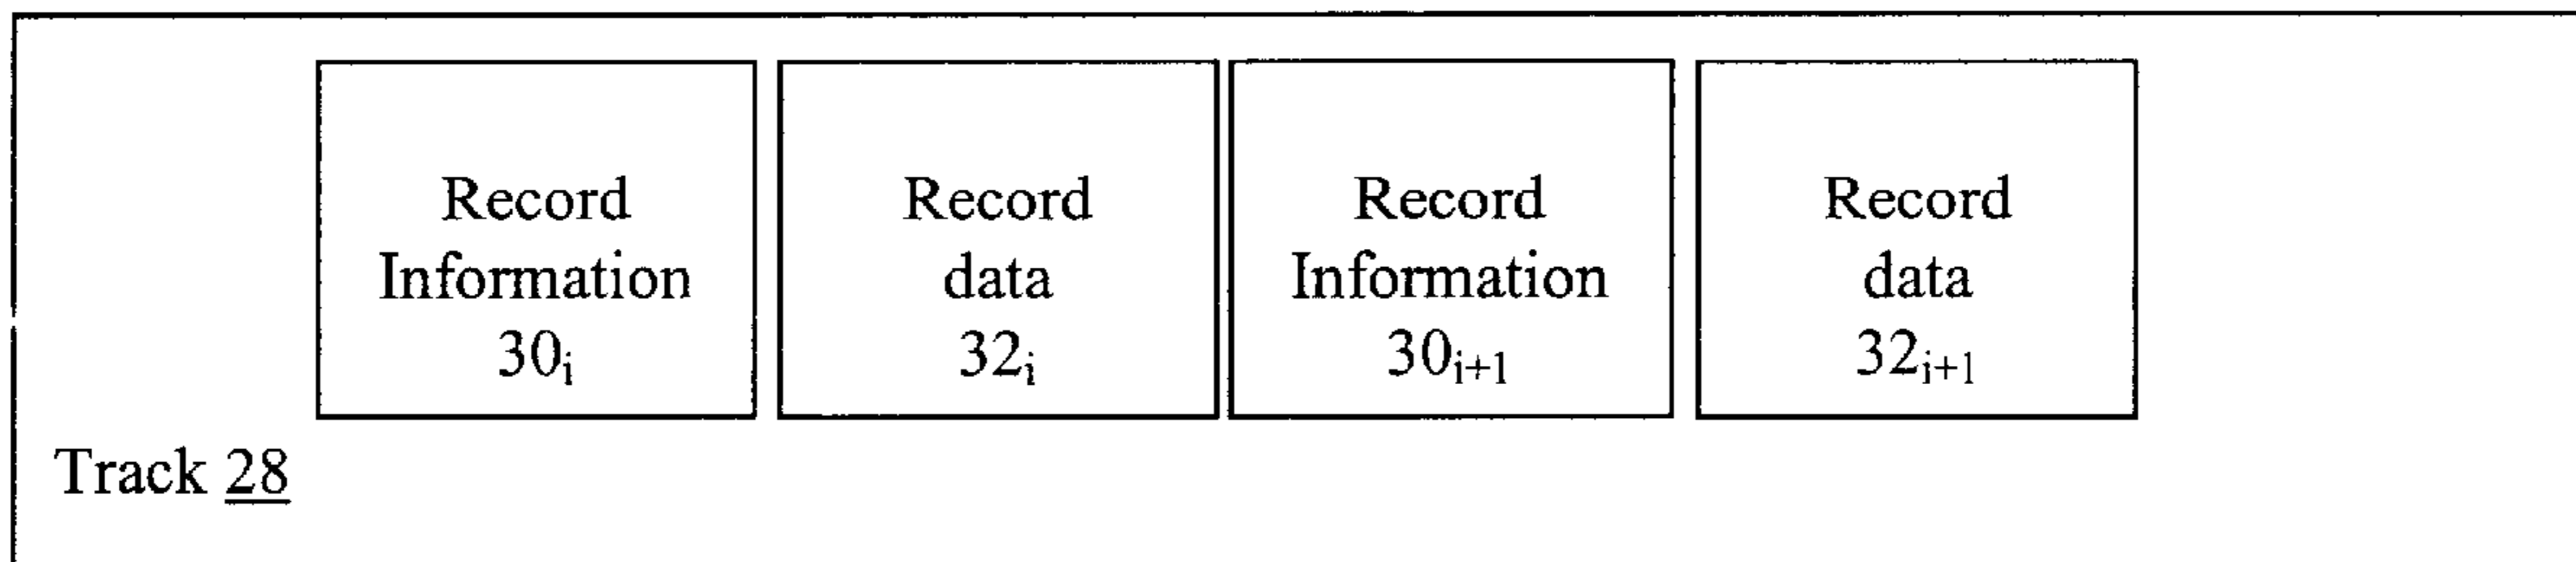 Record
Information
30i
Record
data
32i
Record
Information
30i+1
Record
data
32i+1
Track 28